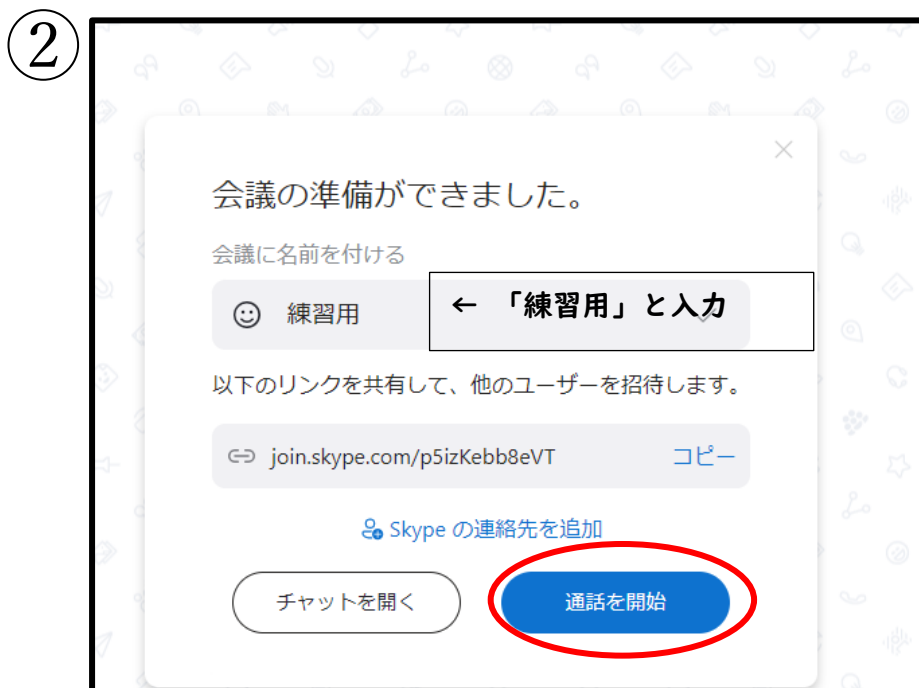 ②
会議の準備ができました。
会議に名前を付ける
練習用
← 「練習用」と入力
以下のリンクを共有して、他のユーザーを招待します。
join.skype.com/p5izKebb8eVT コピー
Skype の連絡先を追加
チャットを開く 通話を開始